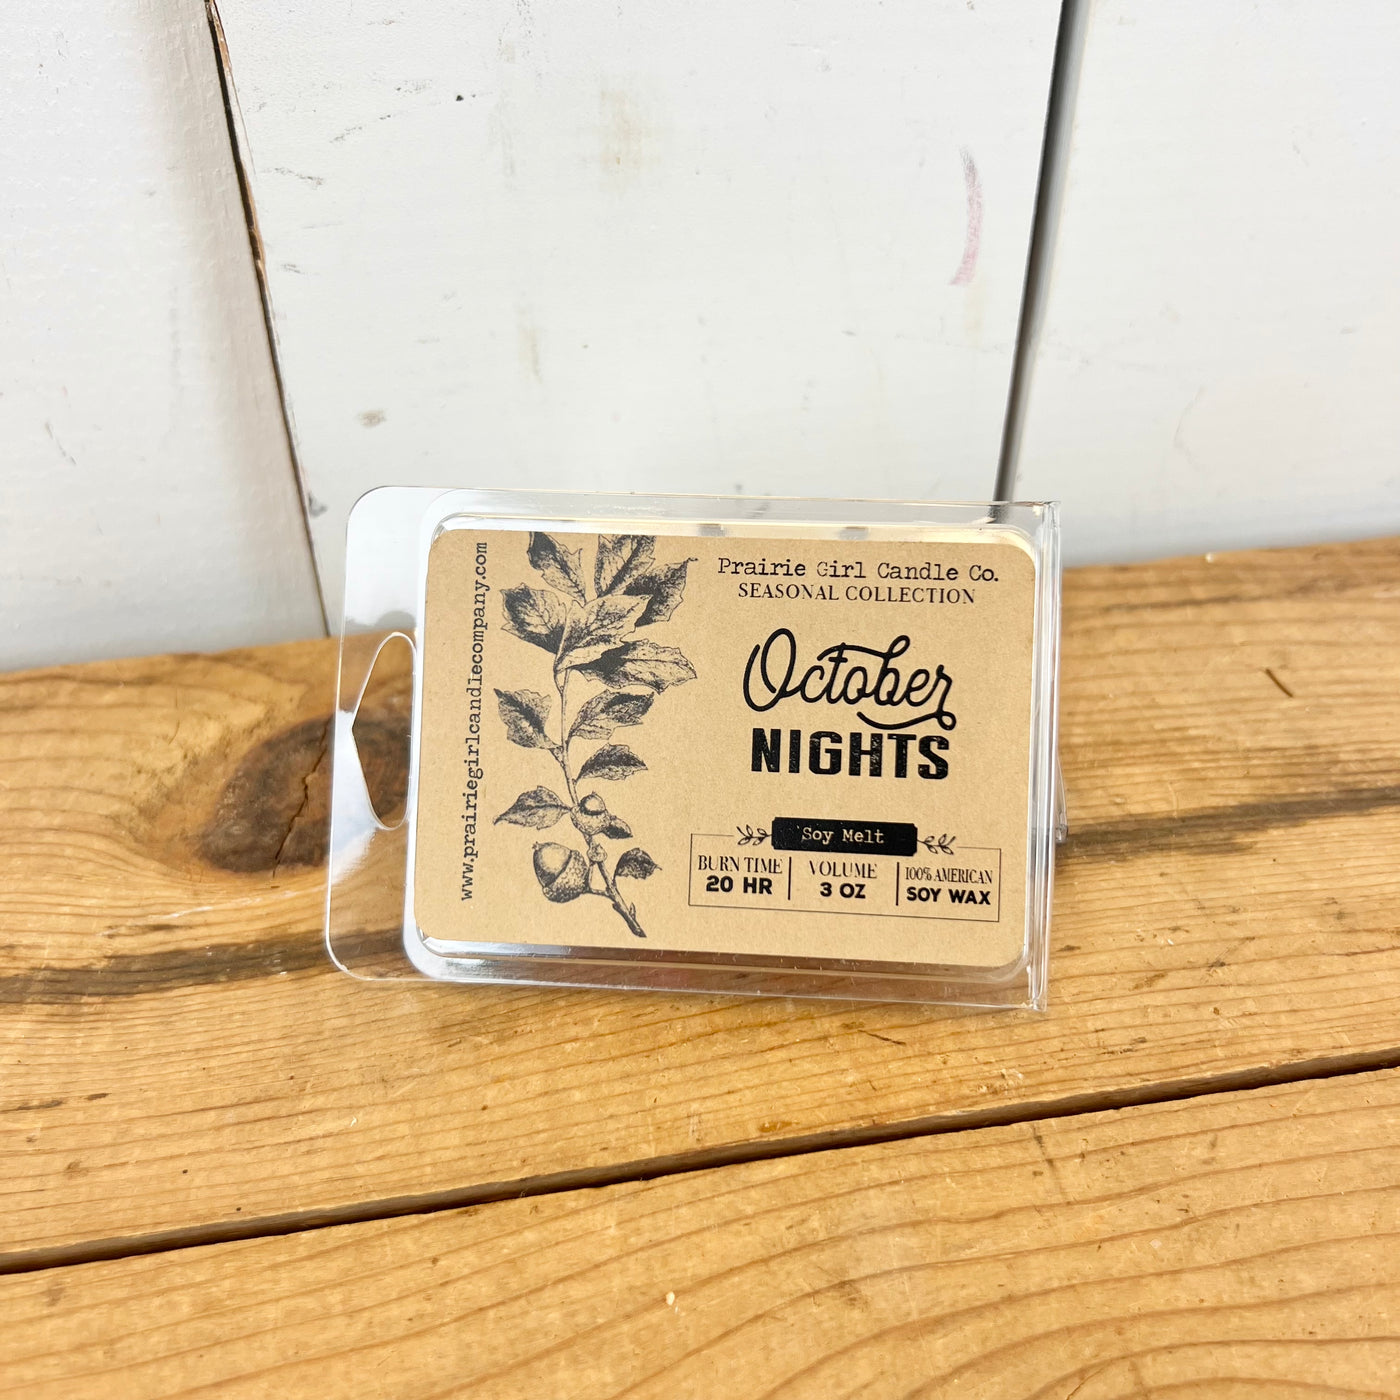 www.prairiegirlcandlecompany.com
Prairie Girl Candle Co.
SEASONAL COLLECTION
October
NIGHTS
Soy Melt
BURN TIME
20 HR
VOLUME
3 OZ
100% AMERICAN
SOY WAX